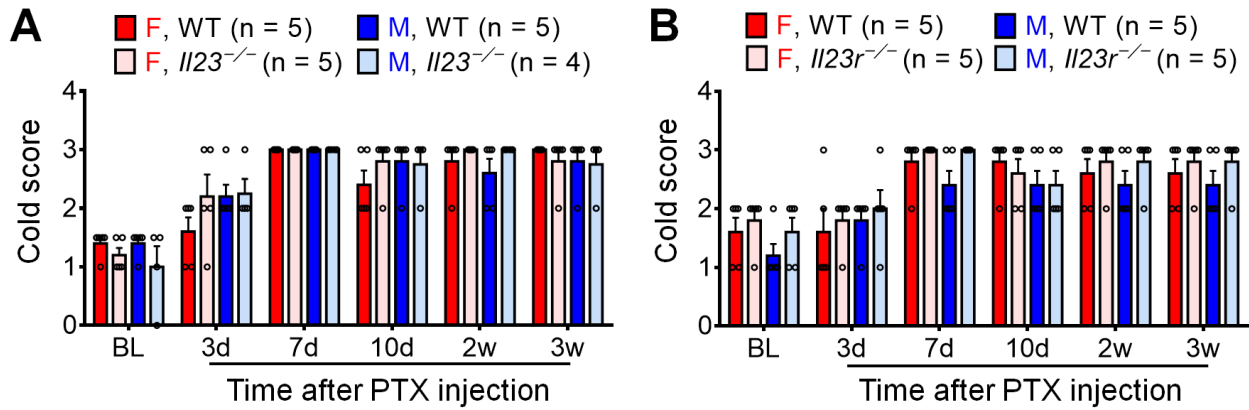 A
F, WT (n = 5) M, WT (n = 5)
F, Il23−/− (n = 5) M, Il23−/− (n = 4)
Cold score
4
3
2
1
0
BL 3d 7d 10d 2w 3w
Time after PTX injection
B
F, WT (n = 5) M, WT (n = 5)
F, Il23r−/− (n = 5) M, Il23r−/− (n = 5)
Cold score
4
3
2
1
0
BL 3d 7d 10d 2w 3w
Time after PTX injection